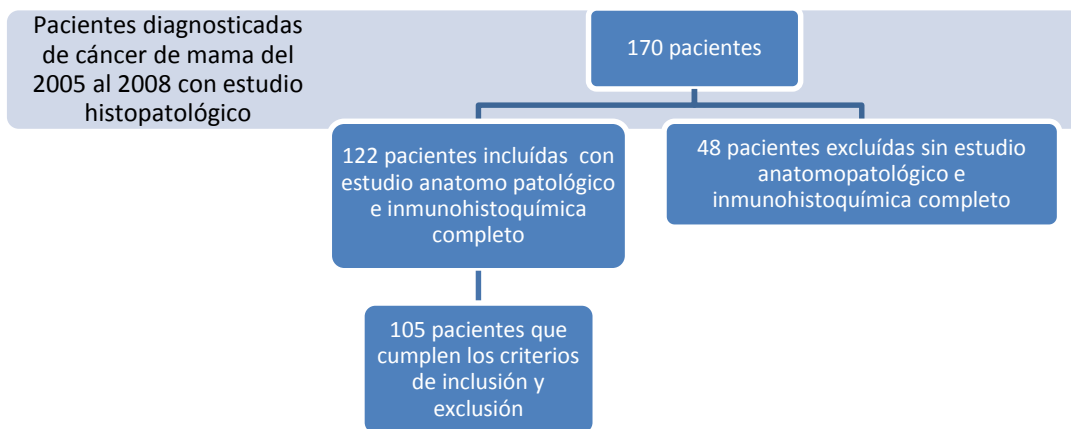 Pacientes diagnosticadas
de cáncer de mama del
2005 al 2008 con estudio
histopatológico
170 pacientes
122 pacientes incluídas con
estudio anatomo patológico
e inmunohistoquímica
completo
48 pacientes excluídas sin estudio
anatomopatológico e
inmunohistoquímica completo
105 pacientes que
cumplen los criterios
de inclusión y
exclusión